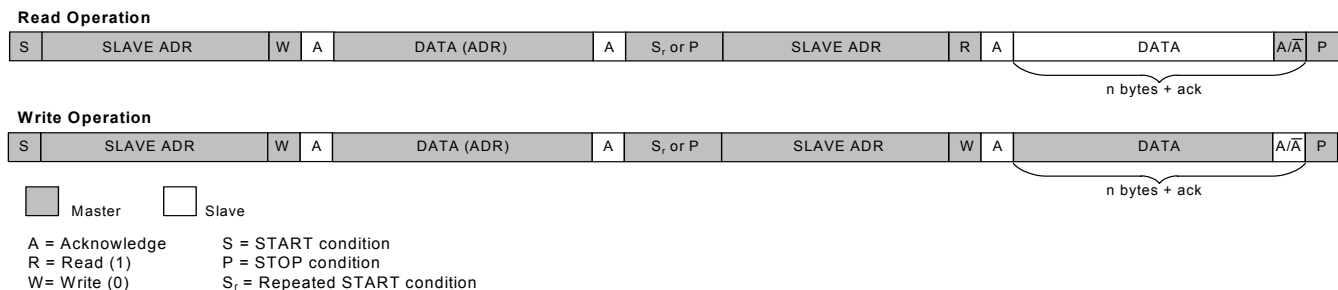 Read Operation
S SLAVE ADR W A DATA (ADR) A Sr or P SLAVE ADR R A DATA A/A̅ P
n bytes + ack
Write Operation
S SLAVE ADR W A DATA (ADR) A Sr or P SLAVE ADR W A DATA A/A̅ P
n bytes + ack
Master Slave
A = Acknowledge S = START condition
R = Read (1) P = STOP condition
W= Write (0) Sr = Repeated START condition